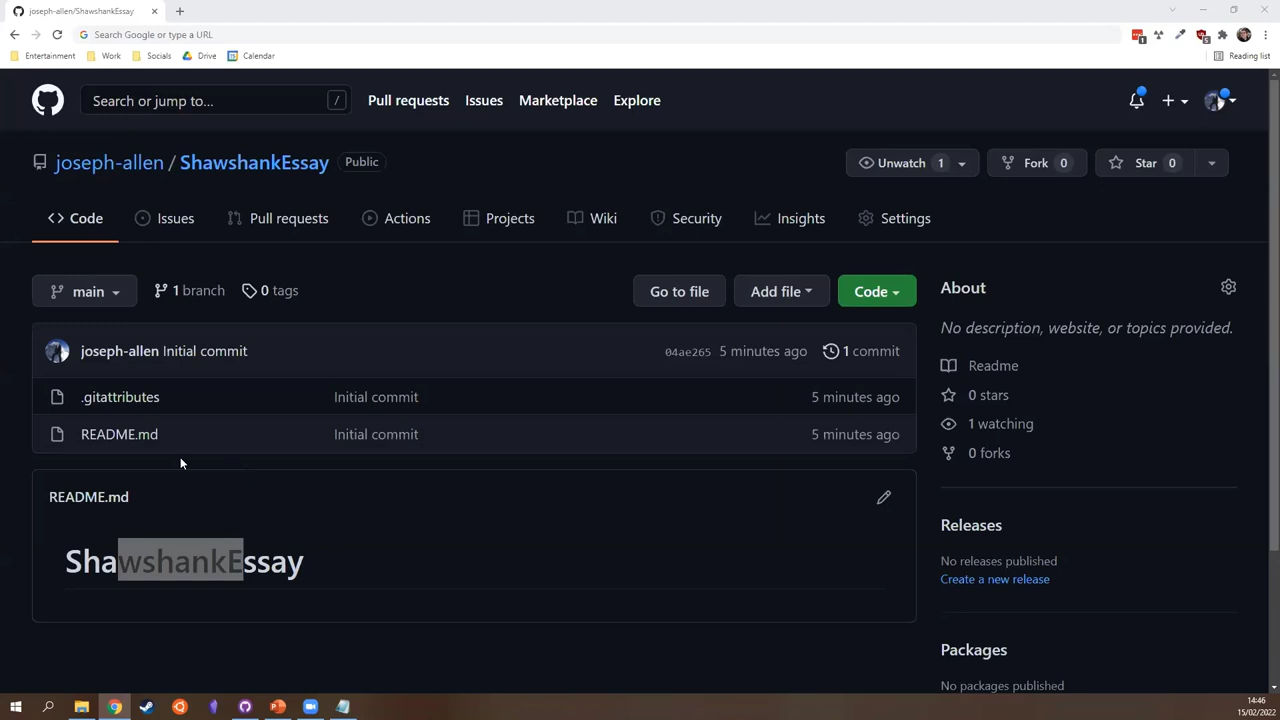 joseph-allen/ShawshankEssay
Search Google or type a URL
Entertainment Work Socials Drive Calendar Reading list
Search or jump to... / Pull requests Issues Marketplace Explore
joseph-allen / ShawshankEssay Public Unwatch 1 Fork 0 Star 0
Code Issues Pull requests Actions Projects Wiki Security Insights Settings
main 1 branch 0 tags Go to file Add file Code
joseph-allen Initial commit 04ae265 5 minutes ago 1 commit
.gitattributes Initial commit 5 minutes ago
README.md Initial commit 5 minutes ago
README.md
ShawshankEssay
About
No description, website, or topics provided.
Readme
0 stars
1 watching
0 forks
Releases
No releases published
Create a new release
Packages
No packages published
14:46
15/02/2022